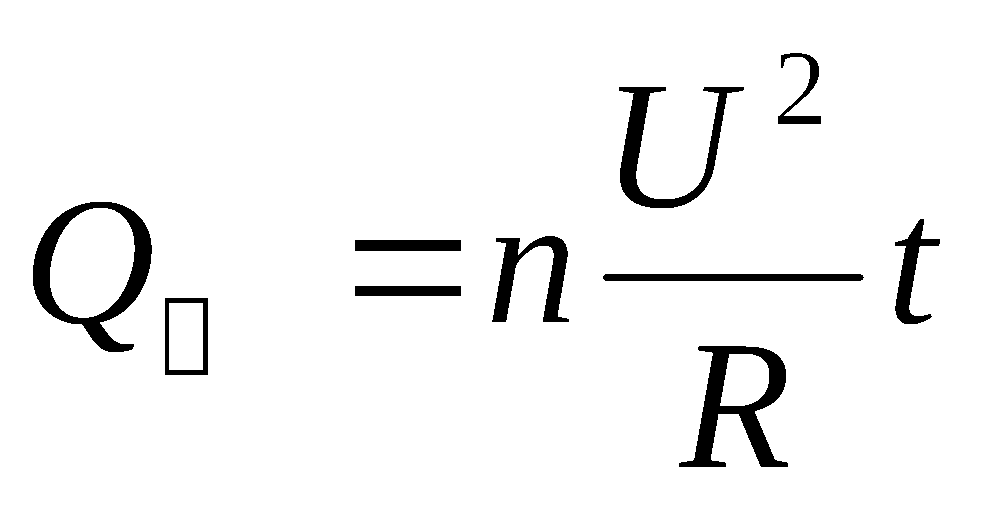 Q▯ = n U² / R t